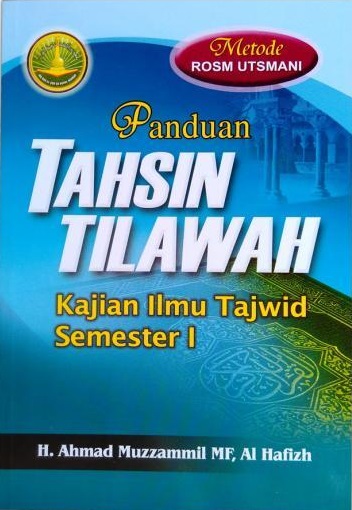 Metode
ROSM UTSMANI
Panduan
TAHSIN
TILAWAH
Kajian Ilmu Tajwid
Semester I
H. Ahmad Muzzammil MF, Al Hafizh